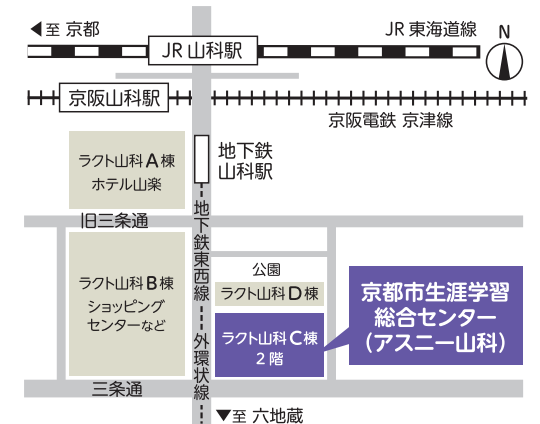 至 京都
JR 東海道線
N
JR 山科駅
京阪山科駅
京阪電鉄 京津線
ラクト山科 A 棟
ホテル山楽
地下鉄
山科駅
旧三条通
地下鉄東西線
公園
ラクト山科 D 棟
ラクト山科 B 棟
ショッピング
センターなど
ラクト山科 C 棟
2 階
京都市生涯学習
総合センター
(アスニー山科)
外環状線
三条通
至 六地蔵